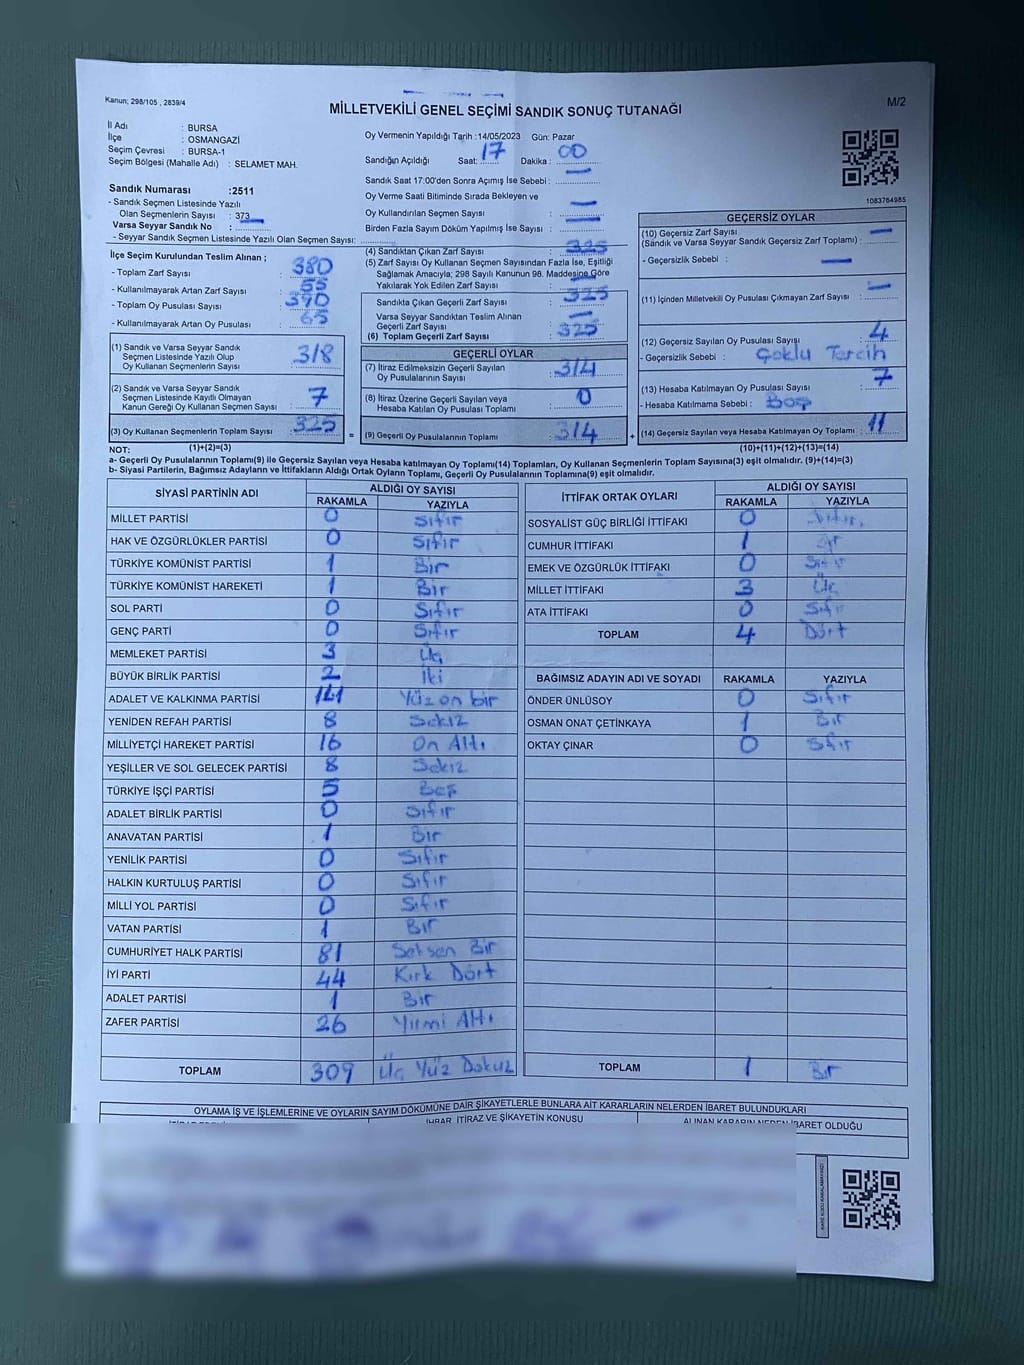 Kanun; 298/105 , 2839/4
MİLLETVEKİLİ GENEL SEÇİMİ SANDIK SONUÇ TUTANAĞI
M/2
İl Adı : BURSA
İlçe : OSMANGAZİ
Seçim Çevresi : BURSA-1
Seçim Bölgesi (Mahalle Adı) : SELAMET MAH.
Sandık Numarası :2511
- Sandık Seçmen Listesinde Yazılı
Olan Seçmenlerin Sayısı : 373
Varsa Seyyar Sandık No :
- Seyyar Sandık Seçmen Listesinde Yazılı Olan Seçmen Sayısı:
Oy Vermenin Yapıldığı Tarih :14/05/2023 Gün: Pazar
Sandığın Açıldığı Saat: 17 Dakika : 00
Sandık Saat 17:00'den Sonra Açımış İse Sebebi :
Oy Verme Saati Bitiminde Sırada Bekleyen ve
Oy Kullandırılan Seçmen Sayısı :
Birden Fazla Sayım Döküm Yapılmış İse Sayısı :
1083764985
İlçe Seçim Kurulundan Teslim Alınan ;
- Toplam Zarf Sayısı : 380
- Kullanılmayarak Artan Zarf Sayısı : 55
- Toplam Oy Pusulası Sayısı : 390
- Kullanılmayarak Artan Oy Pusulası : 65
(4) Sandıktan Çıkan Zarf Sayısı : 325
(5) Zarf Sayısı Oy Kullanan Seçmen Sayısından Fazla İse, Eşitliği
Sağlamak Amacıyla; 298 Sayılı Kanunun 98. Maddesine Göre
Yakılarak Yok Edilen Zarf Sayısı :
Sandıkta Çıkan Geçerli Zarf Sayısı : 325
Varsa Seyyar Sandıktan Teslim Alınan
Geçerli Zarf Sayısı :
(6) Toplam Geçerli Zarf Sayısı : 325
GEÇERSİZ OYLAR
(10) Geçersiz Zarf Sayısı
(Sandık ve Varsa Seyyar Sandık Geçersiz Zarf Toplamı) :
- Geçersizlik Sebebi :
(11) İçinden Milletvekili Oy Pusulası Çıkmayan Zarf Sayısı :
(12) Geçersiz Sayılan Oy Pusulası Sayısı : 4
- Geçersizlik Sebebi : Çoklu Tercih
(13) Hesaba Katılmayan Oy Pusulası Sayısı : 7
- Hesaba Katılmama Sebebi : Boş
(14) Geçersiz Sayılan veya Hesaba Katılmayan Oy Toplamı : 11
(1) Sandık ve Varsa Seyyar Sandık
Seçmen Listesinde Yazılı Olup
Oy Kullanan Seçmenlerin Sayısı : 318
(2) Sandık ve Varsa Seyyar Sandık
Seçmen Listesinde Kayıtlı Olmayan
Kanun Gereği Oy Kullanan Seçmen Sayısı : 7
(3) Oy Kullanan Seçmenlerin Toplam Sayısı : 325
GEÇERLİ OYLAR
(7) İtiraz Edilmeksizin Geçerli Sayılan
Oy Pusulalarının Sayısı : 314
(8) İtiraz Üzerine Geçerli Sayılan veya
Hesaba Katılan Oy Pusulası Toplamı : 0
= (9) Geçerli Oy Pusulalarının Toplamı : 314 +
NOT: (1)+(2)=(3) (10)+(11)+(12)+(13)=(14)
a- Geçerli Oy Pusulalarının Toplamı(9) ile Geçersiz Sayılan veya Hesaba katılmayan Oy Toplamı(14) Toplamları, Oy Kullanan Seçmenlerin Toplam Sayısına(3) eşit olmalıdır. (9)+(14)=(3)
b- Siyasi Partilerin, Bağımsız Adayların ve İttifakların Aldığı Ortak Oyların Toplamı, Geçerli Oy Pusulalarının Toplamına(9) eşit olmalıdır.
SİYASİ PARTİNİN ADI ALDIĞI OY SAYISI
RAKAMLA YAZIYLA
MİLLET PARTİSİ 0 Sıfır
HAK VE ÖZGÜRLÜKLER PARTİSİ 0 Sıfır
TÜRKİYE KOMÜNİST PARTİSİ 1 Bir
TÜRKİYE KOMÜNİST HAREKETİ 1 Bir
SOL PARTİ 0 Sıfır
GENÇ PARTİ 0 Sıfır
MEMLEKET PARTİSİ 3 Üç
BÜYÜK BİRLİK PARTİSİ 2 İki
ADALET VE KALKINMA PARTİSİ 111 Yüz on bir
YENİDEN REFAH PARTİSİ 8 Sekiz
MİLLİYETÇİ HAREKET PARTİSİ 16 On Altı
YEŞİLLER VE SOL GELECEK PARTİSİ 8 Sekiz
TÜRKİYE İŞÇİ PARTİSİ 5 Beş
ADALET BİRLİK PARTİSİ 0 Sıfır
ANAVATAN PARTİSİ 1 Bir
YENİLİK PARTİSİ 0 Sıfır
HALKIN KURTULUŞ PARTİSİ 0 Sıfır
MİLLİ YOL PARTİSİ 0 Sıfır
VATAN PARTİSİ 1 Bir
CUMHURİYET HALK PARTİSİ 81 Seksen Bir
İYİ PARTİ 44 Kırk Dört
ADALET PARTİSİ 1 Bir
ZAFER PARTİSİ 26 Yirmi Altı
TOPLAM 309 Üç Yüz Dokuz
İTTİFAK ORTAK OYLARI ALDIĞI OY SAYISI
RAKAMLA YAZIYLA
SOSYALİST GÜÇ BİRLİĞİ İTTİFAKI 0 Sıfır
CUMHUR İTTİFAKI 1
EMEK VE ÖZGÜRLÜK İTTİFAKI 0 Sıfır
MİLLET İTTİFAKI 3 Üç
ATA İTTİFAKI 0 Sıfır
TOPLAM 4 Dört
BAĞIMSIZ ADAYIN ADI VE SOYADI RAKAMLA YAZIYLA
ÖNDER ÜNLÜSOY 0 Sıfır
OSMAN ONAT ÇETİNKAYA 1 Bir
OKTAY ÇINAR 0 Sıfır
TOPLAM 1 Bir
OYLAMA İŞ VE İŞLEMLERİNE VE OYLARIN SAYIM DÖKÜMÜNE DAİR ŞİKAYETLERLE BUNLARA AİT KARARLARIN NELERDEN İBARET BULUNDUKLARI
İHBAR, İTİRAZ VE ŞİKAYETİN KONUSU
ALINAN KARARIN NEDEN İBARET OLDUĞU